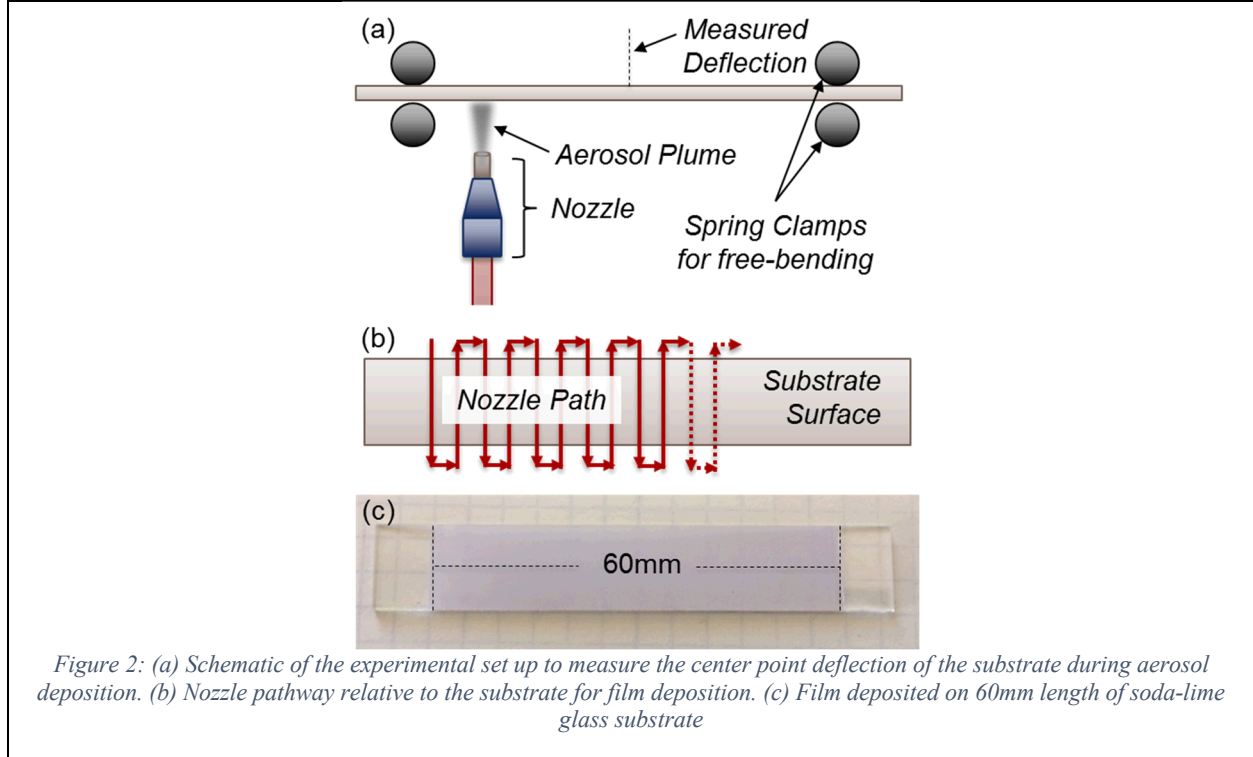 (a)
Measured
Deflection
Aerosol Plume
Nozzle
Spring Clamps
for free-bending
(b)
Nozzle Path
Substrate
Surface
(c)
60mm
Figure 2: (a) Schematic of the experimental set up to measure the center point deflection of the substrate during aerosol
deposition. (b) Nozzle pathway relative to the substrate for film deposition. (c) Film deposited on 60mm length of soda-lime
glass substrate